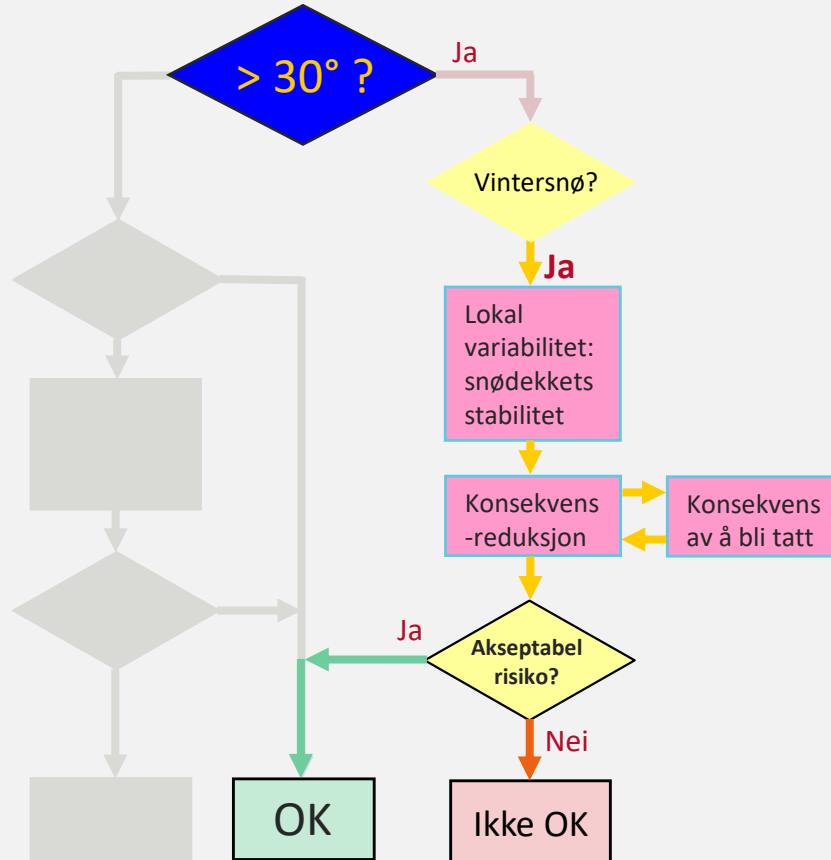 > 30° ?
Ja
Vintersnø?
Ja
Lokal
variabilitet:
snødekkets
stabilitet
Konsekvens
-reduksjon
Konsekvens
av å bli tatt
Ja
Akseptabel
risiko?
Nei
OK
Ikke OK